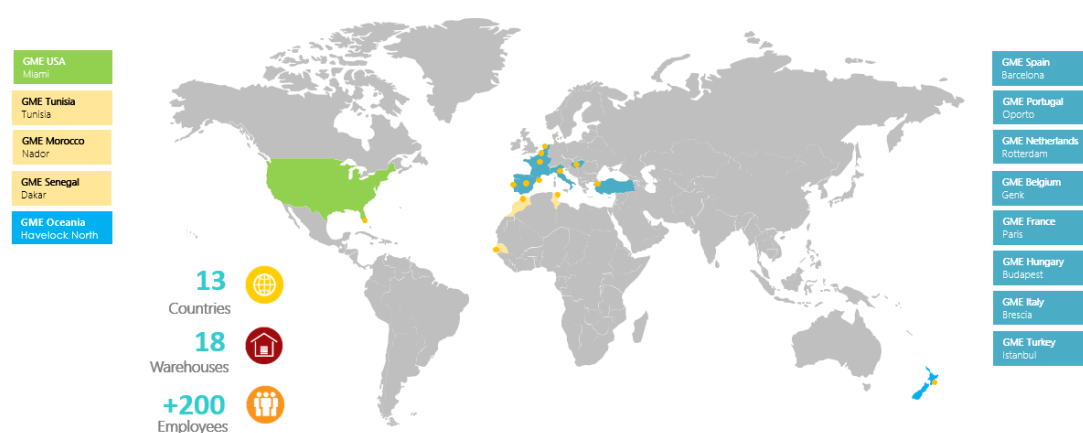 GME USA
Miami
GME Tunisia
Tunisia
GME Morocco
Nador
GME Senegal
Dakar
GME Oceania
Havelock North
13
Countries
18
Warehouses
+200
Employees
GME Spain
Barcelona
GME Portugal
Oporto
GME Netherlands
Rotterdam
GME Belgium
Genk
GME France
Paris
GME Hungary
Budapest
GME Italy
Brescia
GME Turkey
Istanbul